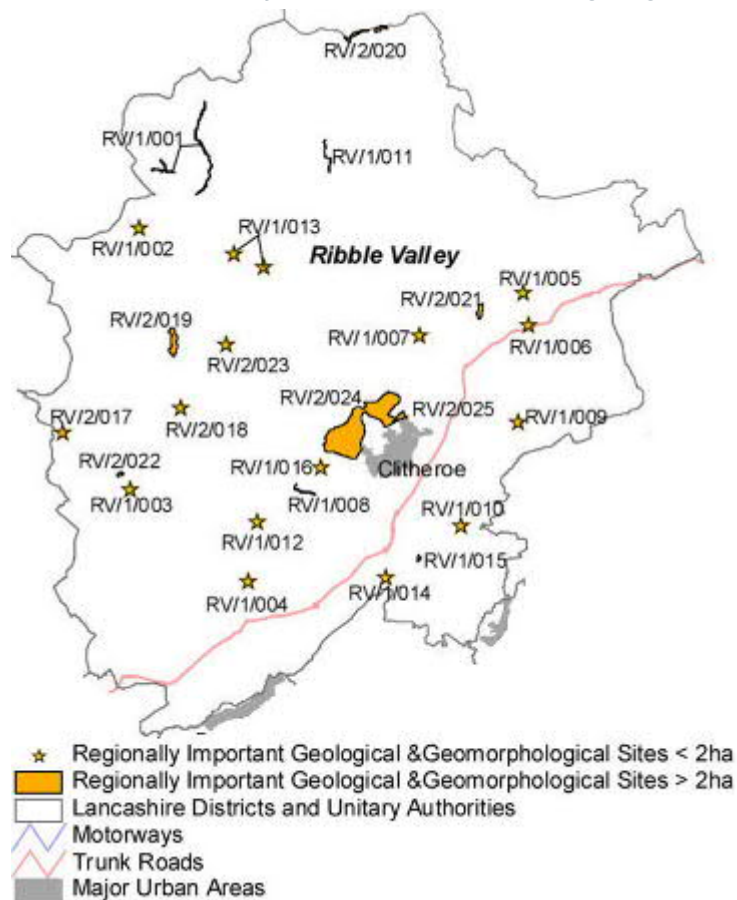 RV/2/020
RV/1/001
RV/1/011
RV/1/013
RV/1/002
Ribble Valley
RV/1/005
RV/2/021
RV/2/019
RV/1/007
RV/1/006
RV/2/023
RV/2/024
RV/2/025
RV/2/017
RV/2/018
RV/1/009
RV/2/022
RV/1/016
Clitheroe
RV/1/003
RV/1/008
RV/1/010
RV/1/012
RV/1/015
RV/1/004
RV/1/014
Regionally Important Geological &Geomorphological Sites < 2ha
Regionally Important Geological &Geomorphological Sites > 2ha
Lancashire Districts and Unitary Authorities
Motorways
Trunk Roads
Major Urban Areas